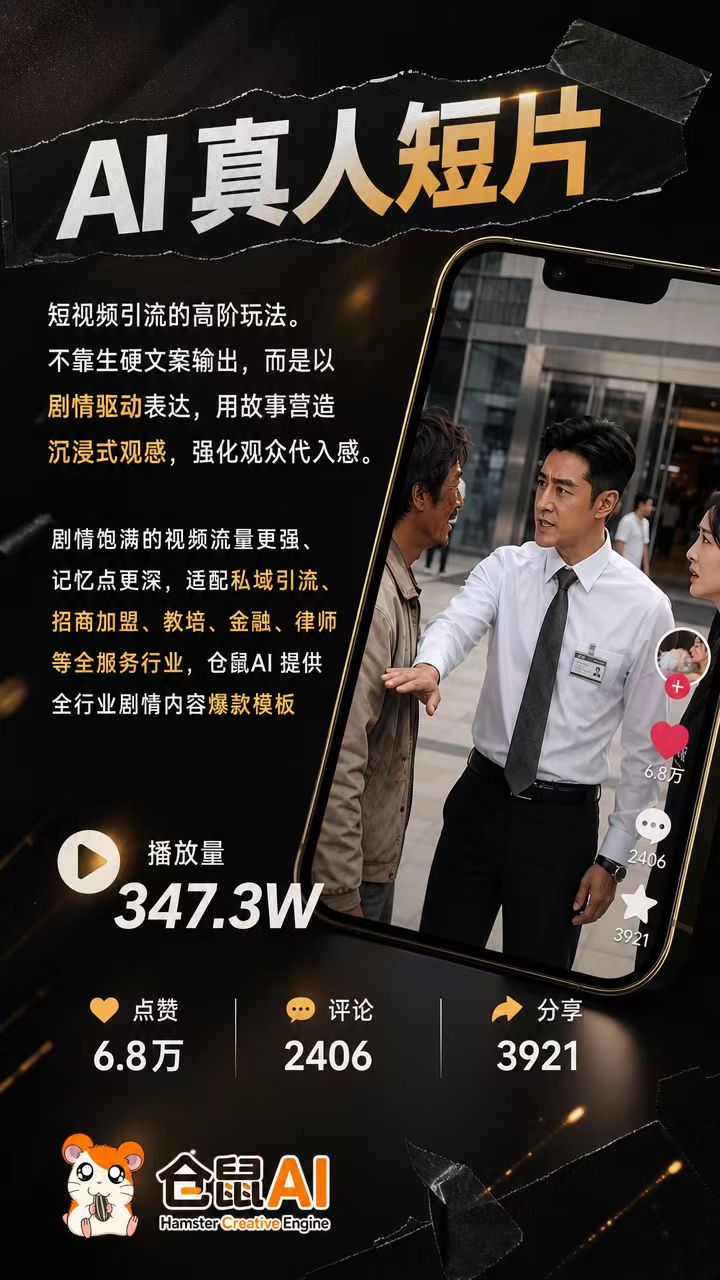 AI 真人短片
短视频引流的高阶玩法。
不靠生硬文案输出，而是以
剧情驱动表达，用故事营造
沉浸式观感，强化观众代入感。
剧情饱满的视频流量更强、
记忆点更深，适配私域引流、
招商加盟、教培、金融、律师
等全服务行业，仓鼠AI 提供
全行业剧情内容爆款模板
6.8万
2406
3921
播放量
347.3W
点赞
6.8万
评论
2406
分享
3921
仓鼠AI
Hamster Creative Engine